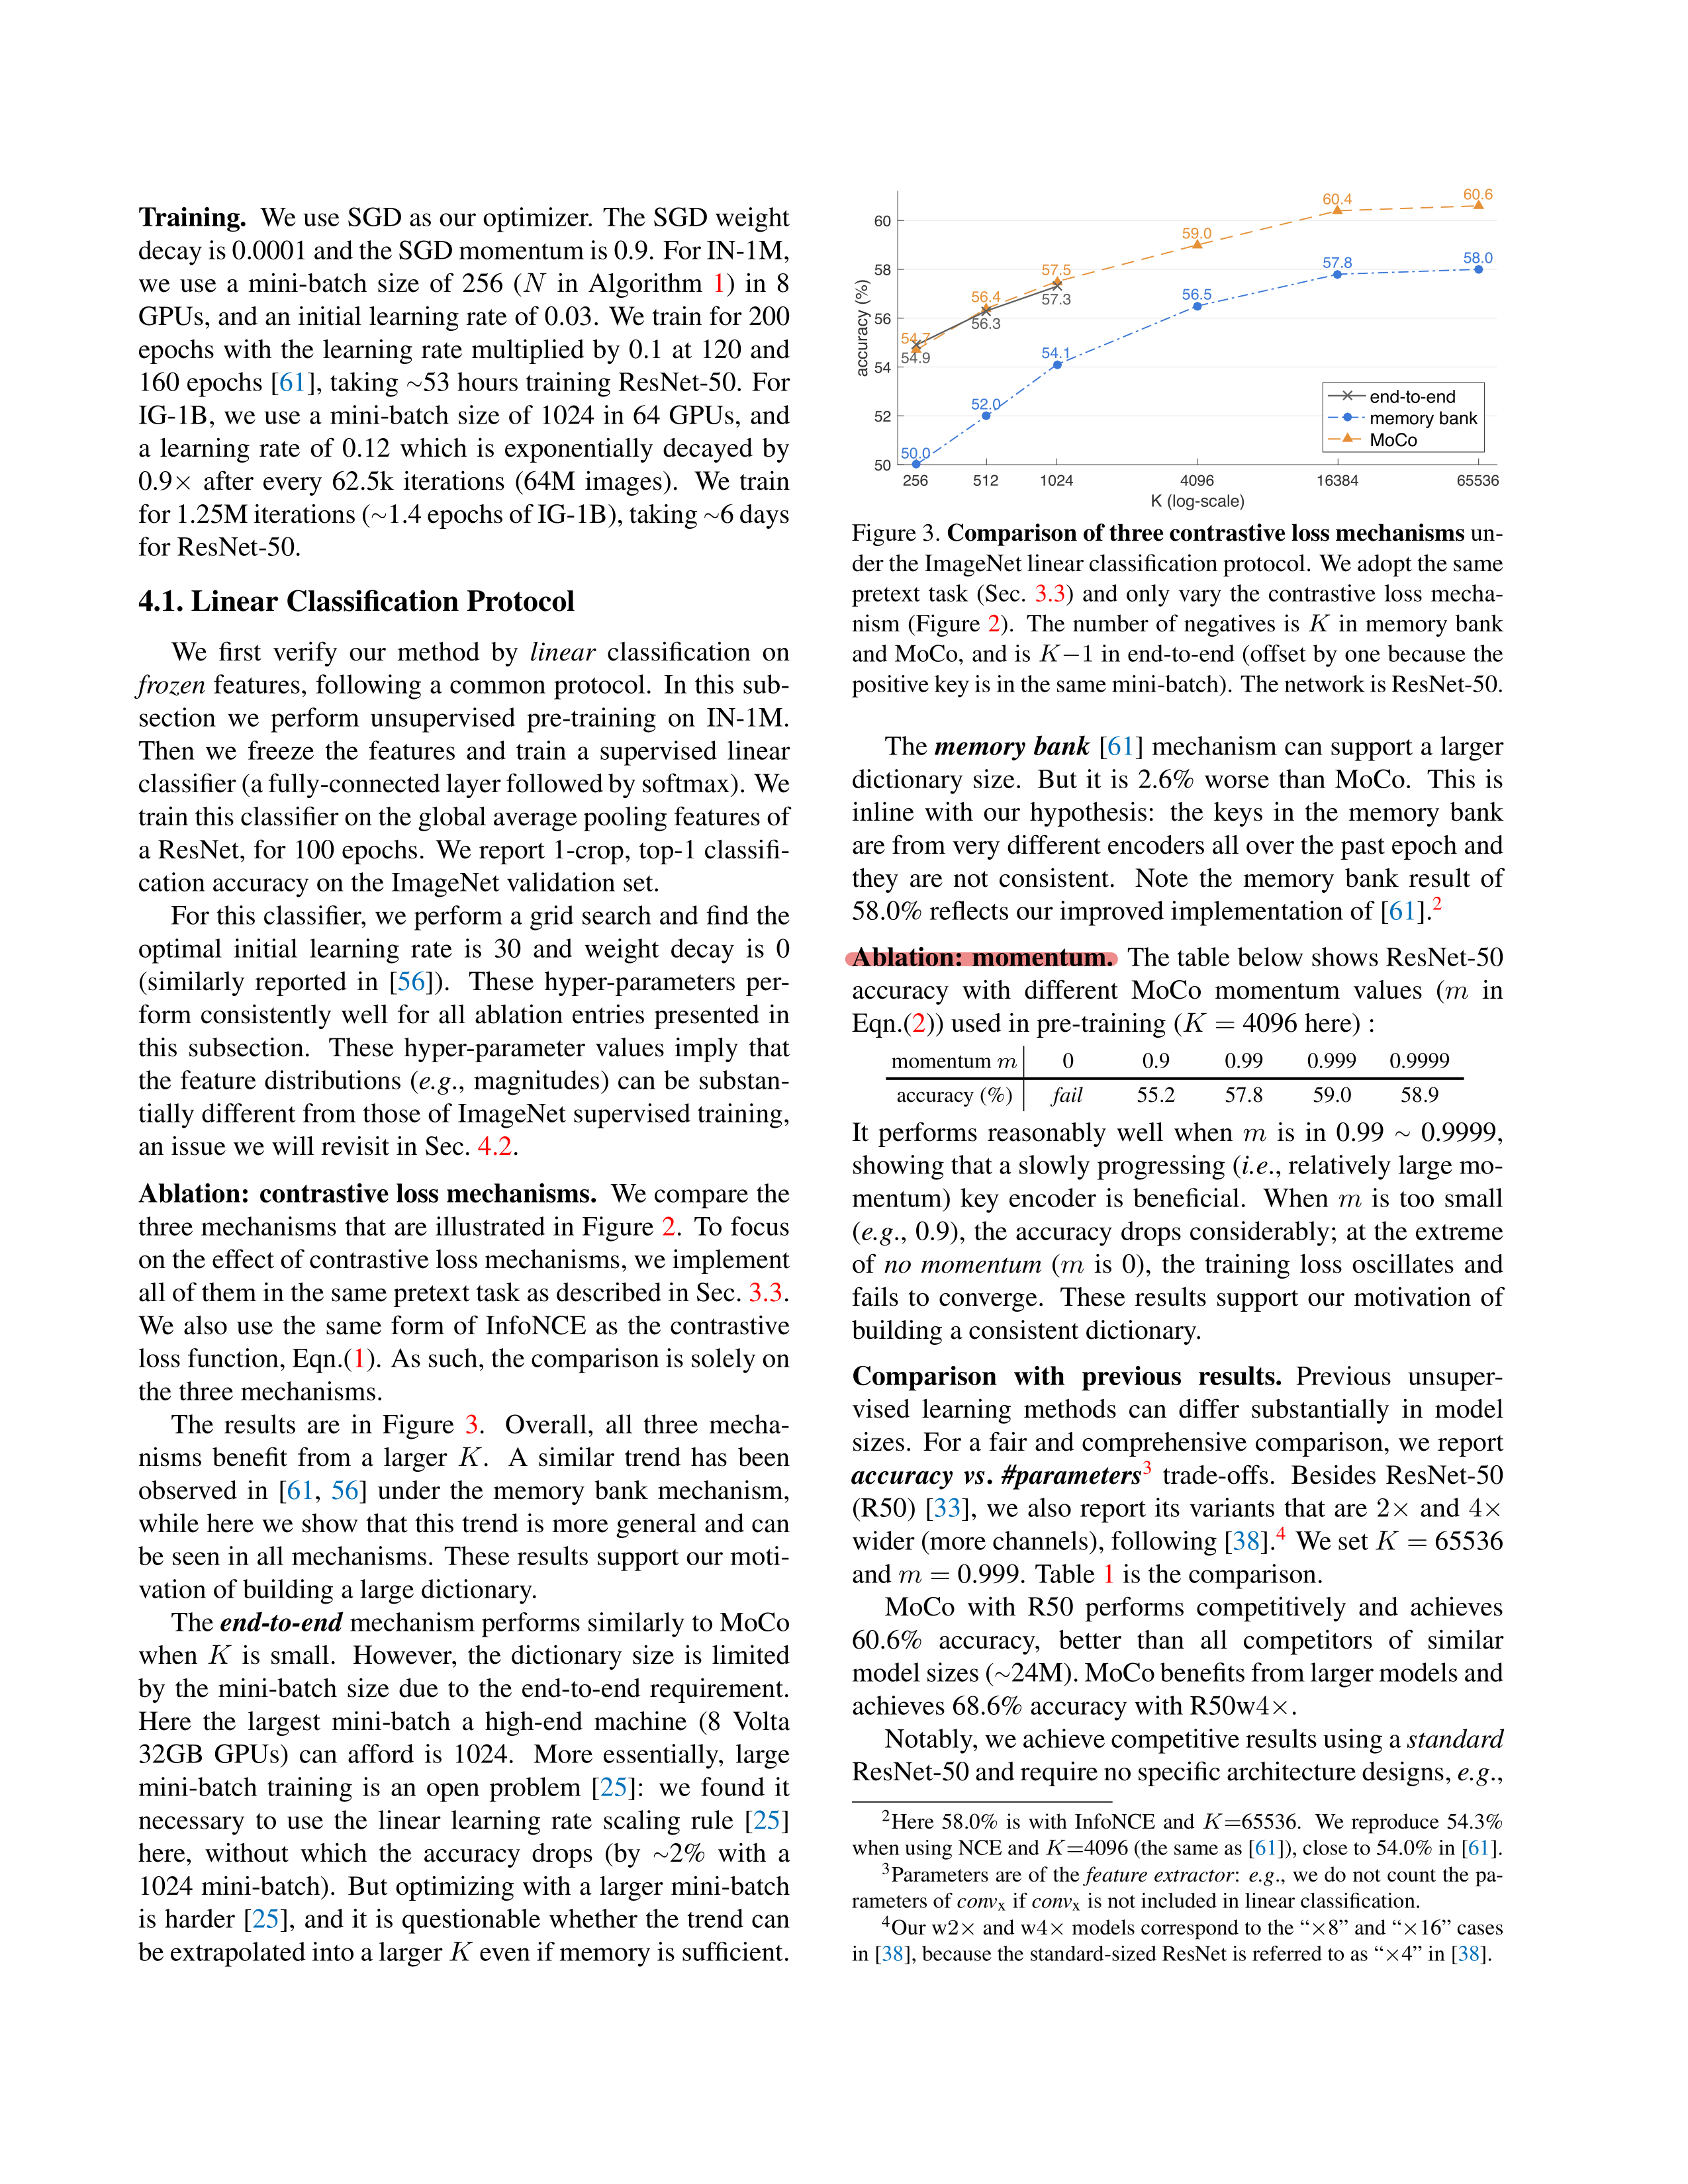 Training. We use SGD as our optimizer. The SGD weight
decay is 0.0001 and the SGD momentum is 0.9. For IN-1M,
we use a mini-batch size of 256 (N in Algorithm 1) in 8
GPUs, and an initial learning rate of 0.03. We train for 200
epochs with the learning rate multiplied by 0.1 at 120 and
160 epochs [61], taking ∼53 hours training ResNet-50. For
IG-1B, we use a mini-batch size of 1024 in 64 GPUs, and
a learning rate of 0.12 which is exponentially decayed by
0.9× after every 62.5k iterations (64M images). We train
for 1.25M iterations (∼1.4 epochs of IG-1B), taking ∼6 days
for ResNet-50.
4.1. Linear Classification Protocol
We first verify our method by linear classification on
frozen features, following a common protocol. In this sub-
section we perform unsupervised pre-training on IN-1M.
Then we freeze the features and train a supervised linear
classifier (a fully-connected layer followed by softmax). We
train this classifier on the global average pooling features of
a ResNet, for 100 epochs. We report 1-crop, top-1 classifi-
cation accuracy on the ImageNet validation set.
For this classifier, we perform a grid search and find the
optimal initial learning rate is 30 and weight decay is 0
(similarly reported in [56]). These hyper-parameters per-
form consistently well for all ablation entries presented in
this subsection. These hyper-parameter values imply that
the feature distributions (e.g., magnitudes) can be substan-
tially different from those of ImageNet supervised training,
an issue we will revisit in Sec. 4.2.
Ablation: contrastive loss mechanisms. We compare the
three mechanisms that are illustrated in Figure 2. To focus
on the effect of contrastive loss mechanisms, we implement
all of them in the same pretext task as described in Sec. 3.3.
We also use the same form of InfoNCE as the contrastive
loss function, Eqn.(1). As such, the comparison is solely on
the three mechanisms.
The results are in Figure 3. Overall, all three mecha-
nisms benefit from a larger K. A similar trend has been
observed in [61, 56] under the memory bank mechanism,
while here we show that this trend is more general and can
be seen in all mechanisms. These results support our moti-
vation of building a large dictionary.
The end-to-end mechanism performs similarly to MoCo
when K is small. However, the dictionary size is limited
by the mini-batch size due to the end-to-end requirement.
Here the largest mini-batch a high-end machine (8 Volta
32GB GPUs) can afford is 1024. More essentially, large
mini-batch training is an open problem [25]: we found it
necessary to use the linear learning rate scaling rule [25]
here, without which the accuracy drops (by ∼2% with a
1024 mini-batch). But optimizing with a larger mini-batch
is harder [25], and it is questionable whether the trend can
be extrapolated into a larger K even if memory is sufficient.
60.6
60.4
60
59.0
58.0
57.8
58
57.5
57.3
56.5
56.4
56.3
56
54.7
54.9
54.1
54
52.0
52
50.0
50
accuracy (%)
end-to-end
memory bank
MoCo
256 512 1024 4096 16384 65536
K (log-scale)
Figure 3. Comparison of three contrastive loss mechanisms un-
der the ImageNet linear classification protocol. We adopt the same
pretext task (Sec. 3.3) and only vary the contrastive loss mecha-
nism (Figure 2). The number of negatives is K in memory bank
and MoCo, and is K−1 in end-to-end (offset by one because the
positive key is in the same mini-batch). The network is ResNet-50.
The memory bank [61] mechanism can support a larger
dictionary size. But it is 2.6% worse than MoCo. This is
inline with our hypothesis: the keys in the memory bank
are from very different encoders all over the past epoch and
they are not consistent. Note the memory bank result of
58.0% reflects our improved implementation of [61].2
Ablation: momentum. The table below shows ResNet-50
accuracy with different MoCo momentum values (m in
Eqn.(2)) used in pre-training (K = 4096 here) :
momentum m 0 0.9 0.99 0.999 0.9999
accuracy (%) fail 55.2 57.8 59.0 58.9
It performs reasonably well when m is in 0.99 ∼ 0.9999,
showing that a slowly progressing (i.e., relatively large mo-
mentum) key encoder is beneficial. When m is too small
(e.g., 0.9), the accuracy drops considerably; at the extreme
of no momentum (m is 0), the training loss oscillates and
fails to converge. These results support our motivation of
building a consistent dictionary.
Comparison with previous results. Previous unsuper-
vised learning methods can differ substantially in model
sizes. For a fair and comprehensive comparison, we report
accuracy vs. #parameters3 trade-offs. Besides ResNet-50
(R50) [33], we also report its variants that are 2× and 4×
wider (more channels), following [38].4 We set K = 65536
and m = 0.999. Table 1 is the comparison.
MoCo with R50 performs competitively and achieves
60.6% accuracy, better than all competitors of similar
model sizes (∼24M). MoCo benefits from larger models and
achieves 68.6% accuracy with R50w4×.
Notably, we achieve competitive results using a standard
ResNet-50 and require no specific architecture designs, e.g.,
2Here 58.0% is with InfoNCE and K=65536. We reproduce 54.3%
when using NCE and K=4096 (the same as [61]), close to 54.0% in [61].
3Parameters are of the feature extractor: e.g., we do not count the pa-
rameters of convx if convx is not included in linear classification.
4Our w2× and w4× models correspond to the “×8” and “×16” cases
in [38], because the standard-sized ResNet is referred to as “×4” in [38].